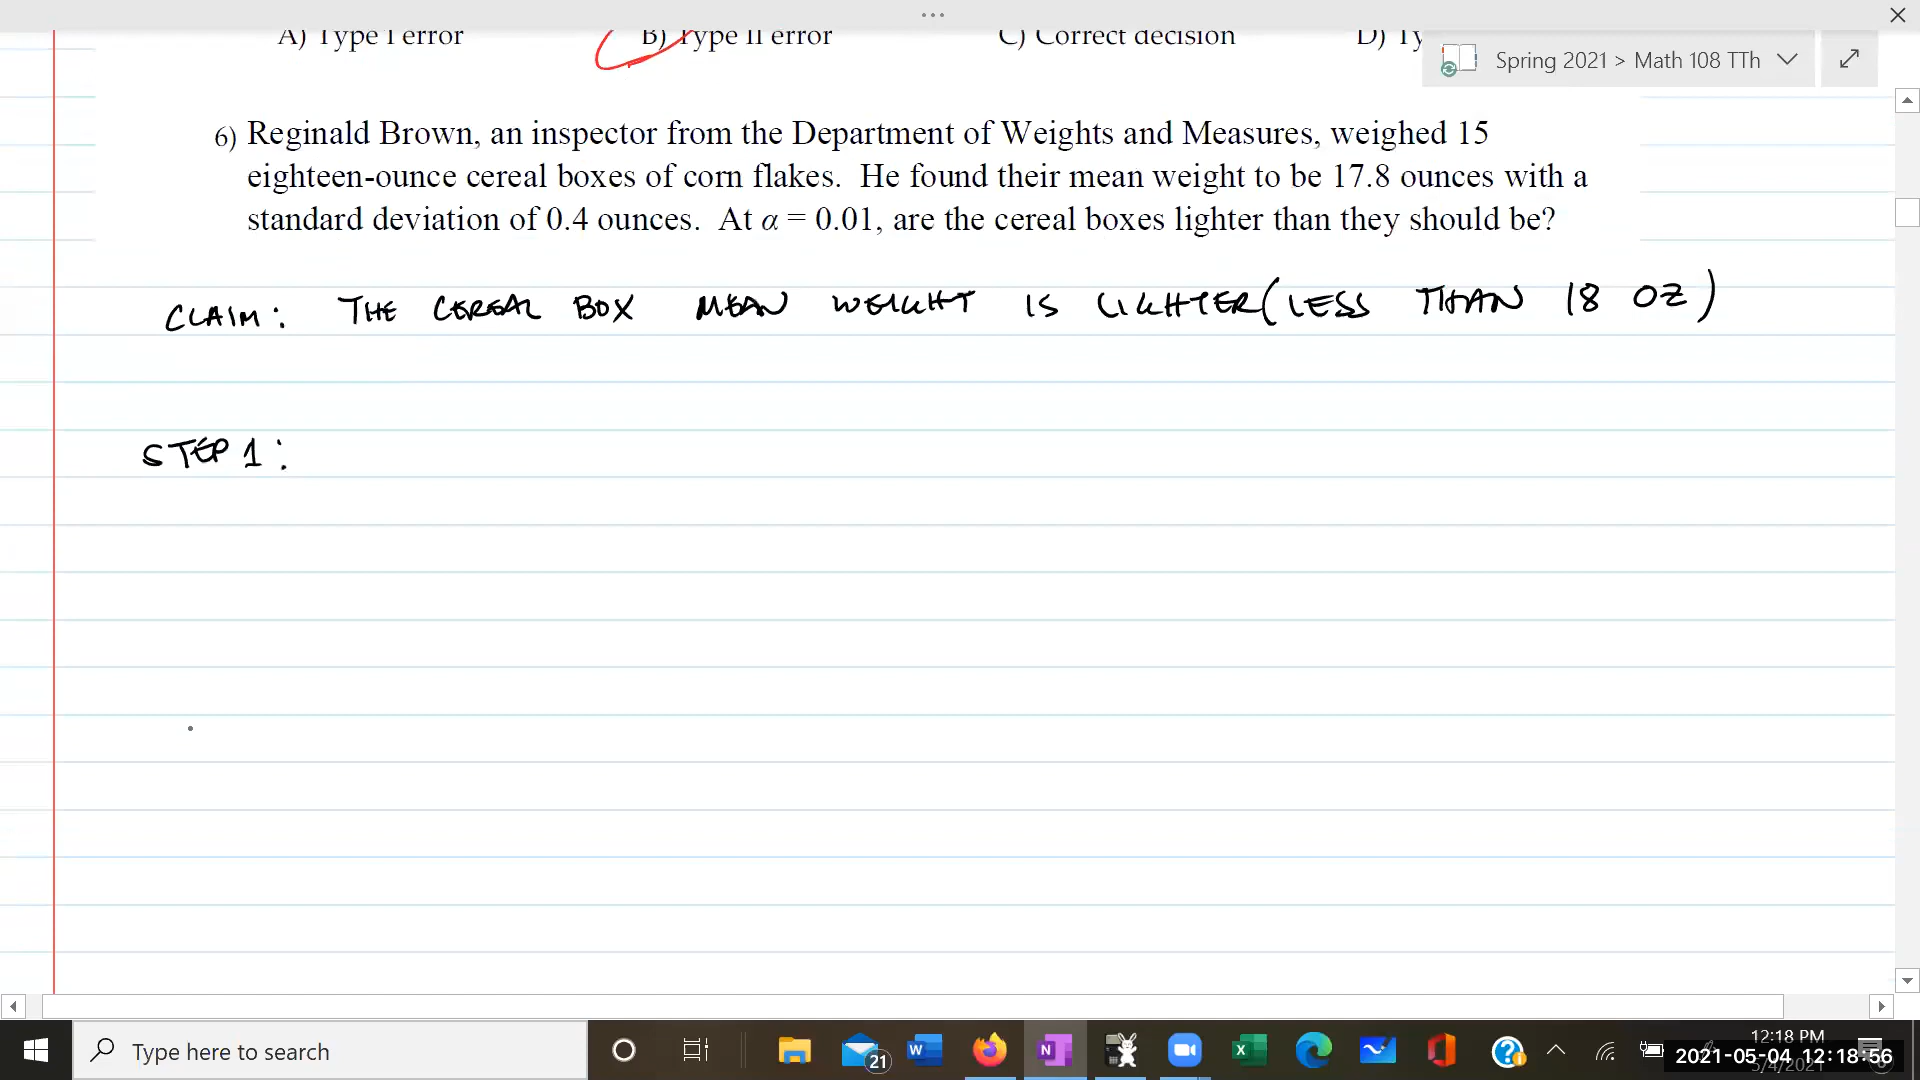 A) Type I error B) Type II error C) Correct decision D) Ty
Spring 2021 > Math 108 TTh
6) Reginald Brown, an inspector from the Department of Weights and Measures, weighed 15
eighteen-ounce cereal boxes of corn flakes. He found their mean weight to be 17.8 ounces with a
standard deviation of 0.4 ounces. At α = 0.01, are the cereal boxes lighter than they should be?
CLAIM: THE CEREAL BOX MEAN WEIGHT IS LIGHTER (LESS THAN 18 OZ)
STEP 1:
Type here to search
21
12:18 PM
2021-05-04 12:18:56